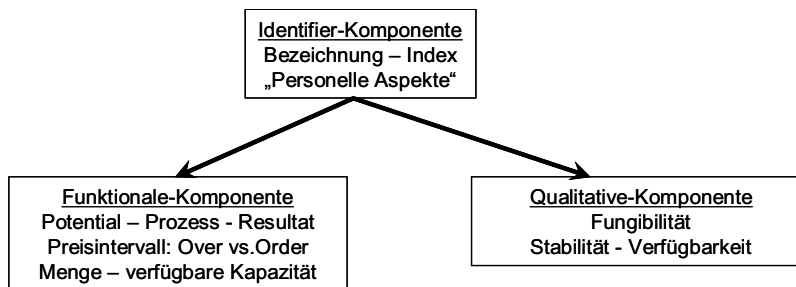 Identifier-Komponente
Bezeichnung – Index
„Personelle Aspekte“
Funktionale-Komponente
Potential – Prozess - Resultat
Preisintervall: Over vs.Order
Menge – verfügbare Kapazität
Qualitative-Komponente
Fungibilität
Stabilität - Verfügbarkeit